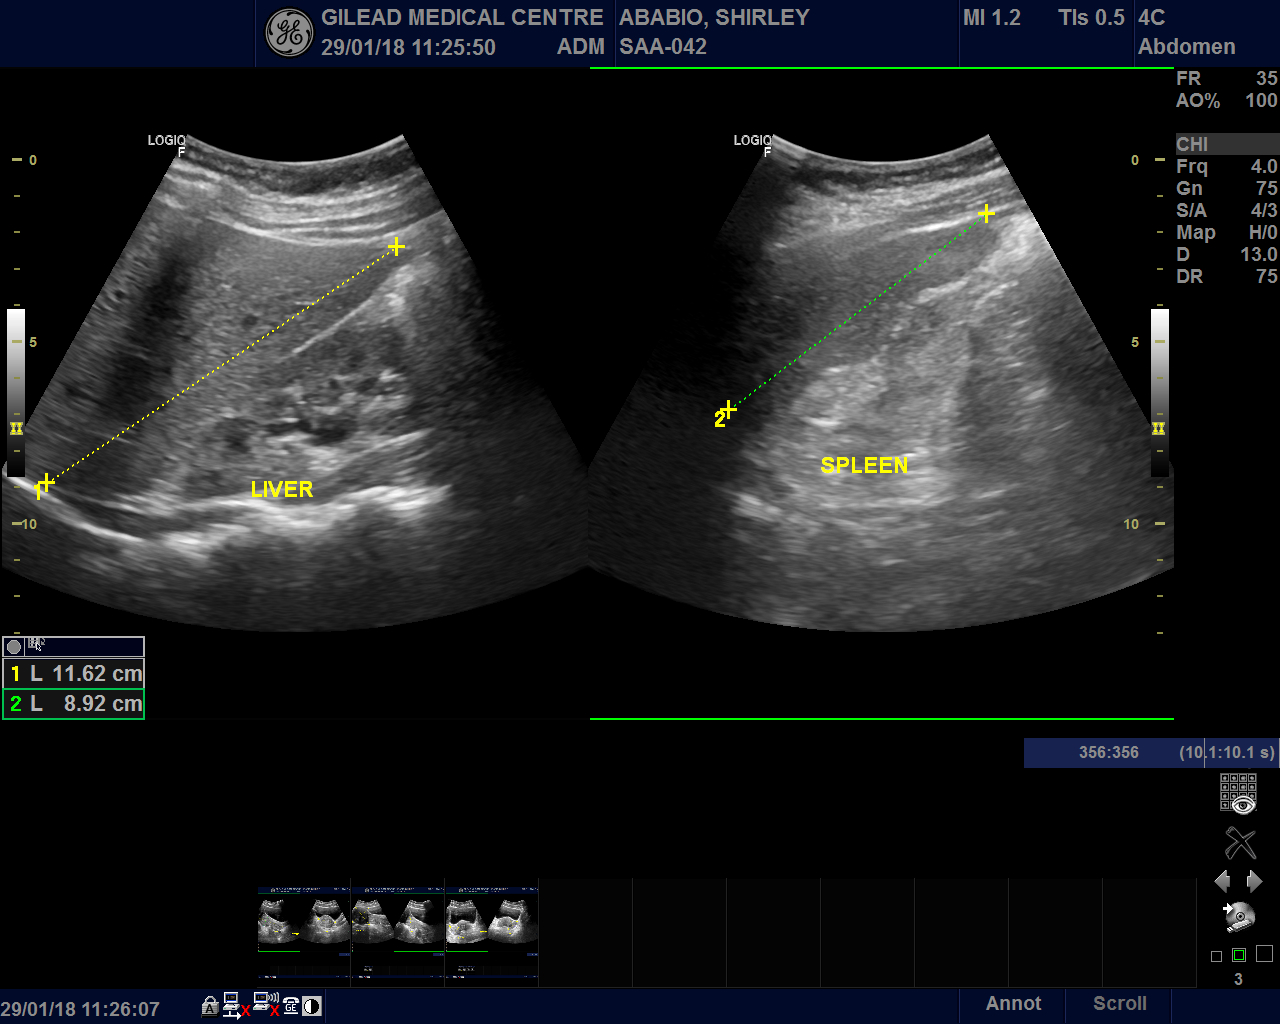 GILEAD MEDICAL CENTRE
29/01/18 11:25:50 ADM
ABABIO, SHIRLEY
SAA-042
MI 1.2 TIs 0.5
4C
Abdomen
FR 35
AO% 100
CHI
Frq 4.0
Gn 75
S/A 4/3
Map H/0
D 13.0
DR 75
LOGIQ
F
0
5
10
1
LIVER
LOGIQ
F
0
5
10
2
SPLEEN
1 L 11.62 cm
2 L 8.92 cm
356:356 (10.1:10.1 s)
3
29/01/18 11:26:07
Annot
Scroll